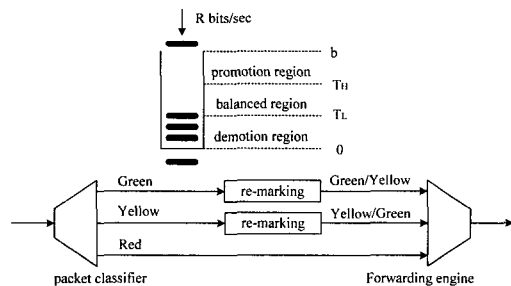 R bits/sec
b
promotion region
TH
balanced region
TL
demotion region
0
Green
re-marking
Green/Yellow
Yellow
re-marking
Yellow/Green
Red
packet classifier
Forwarding engine